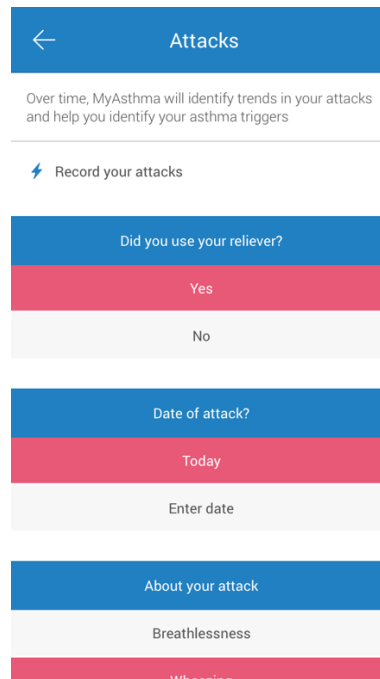 Attacks
Over time, MyAsthma will identify trends in your attacks
and help you identify your asthma triggers
Record your attacks
Did you use your reliever?
Yes
No
Date of attack?
Today
Enter date
About your attack
Breathlessness
Wheezing